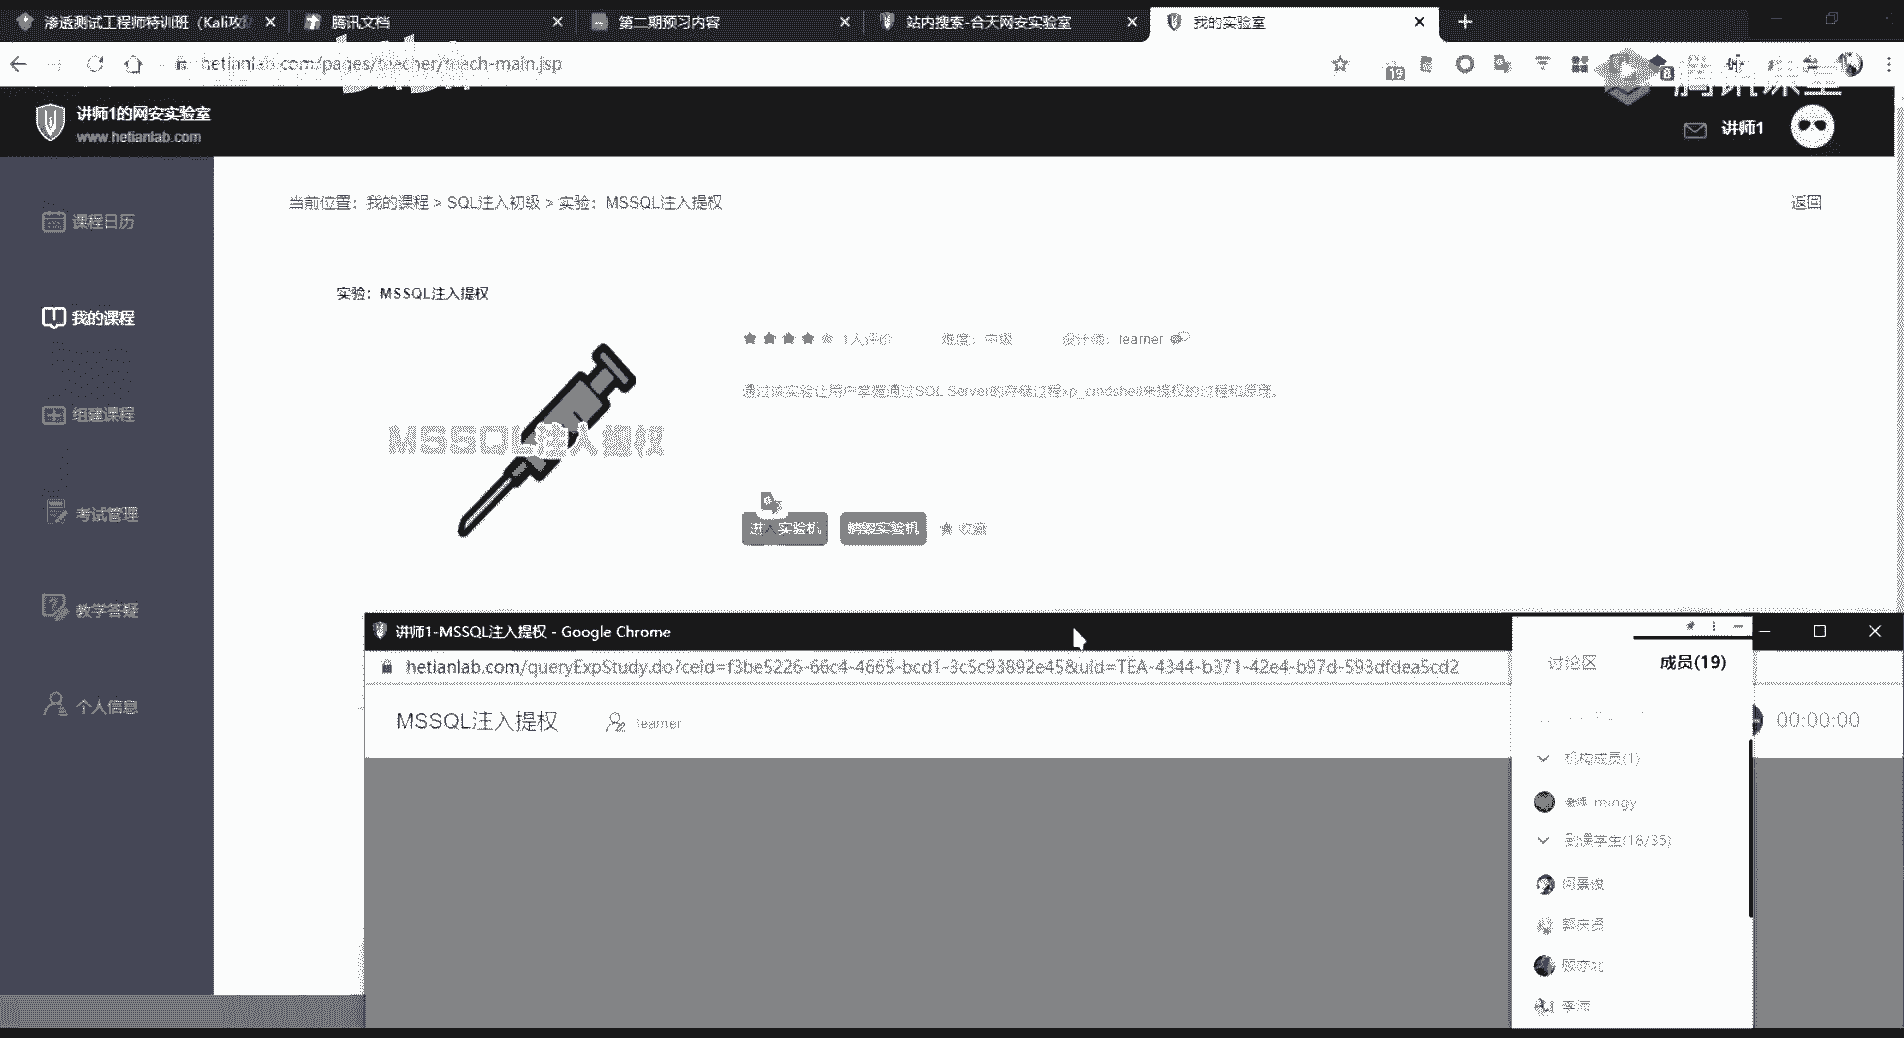 渗透测试工程师特训班（Kali攻
腾讯文档
第二期预习内容
站内搜索-合天网安实验室
我的实验室
hetianlab.com/pages/teacher/teach-main.jsp
19
8
腾讯课堂
讲师1的网安实验室
www.hetianlab.com
讲师1
当前位置：我的课程 > SQL注入初级 > 实验：MSSQL注入提权
返回
课程日历
我的课程
组建课程
考试管理
教学答疑
个人信息
实验：MSSQL注入提权
MSSQL注入提权
1人评价
难度：中级
设计师：learner
通过该实验让用户掌握通过SQL Server的存储过程xp_cmdshell来提权的过程和原理。
进入实验机
销毁实验机
收藏
讲师1-MSSQL注入提权 - Google Chrome
hetianlab.com/queryExpStudy.do?ceId=f3be5226-66c4-4665-bcd1-3c5c93892e45&uId=TEA-4344-b371-42e4-b97d-593dfdea5cd2
MSSQL注入提权
learner
00:00:00
讨论区
成员(19)
机构成员(1)
老师 mingy
到课学生(18/35)